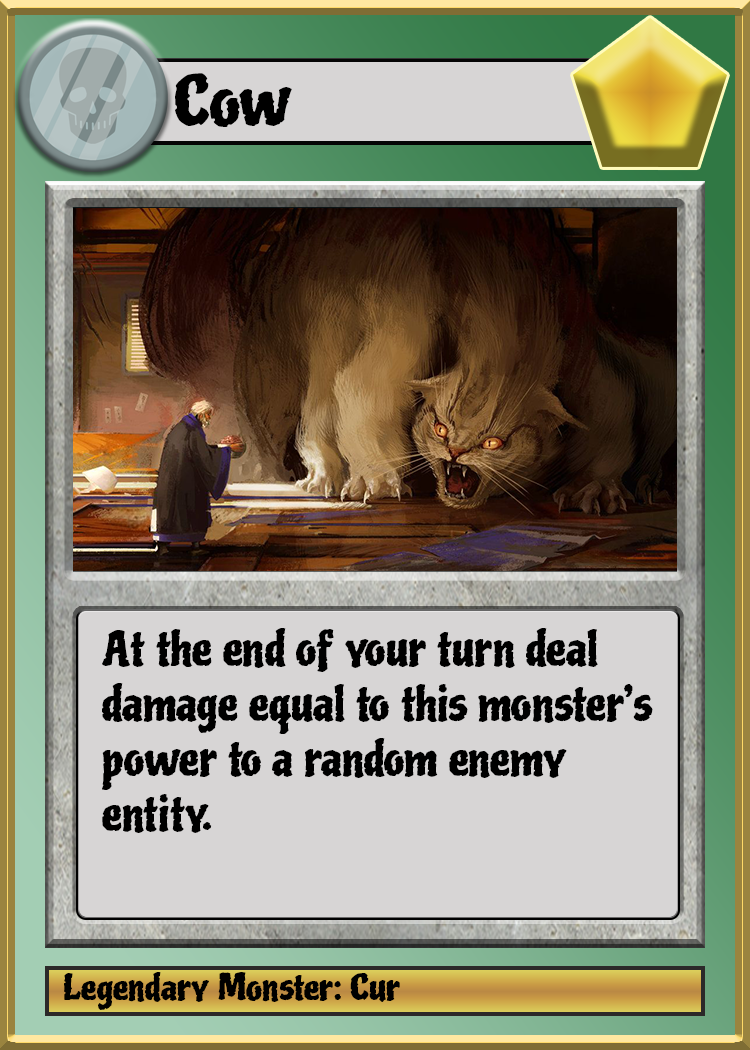 Cow
At the end of your turn deal
damage equal to this monster's
power to a random enemy
entity.
Legendary Monster: Cur